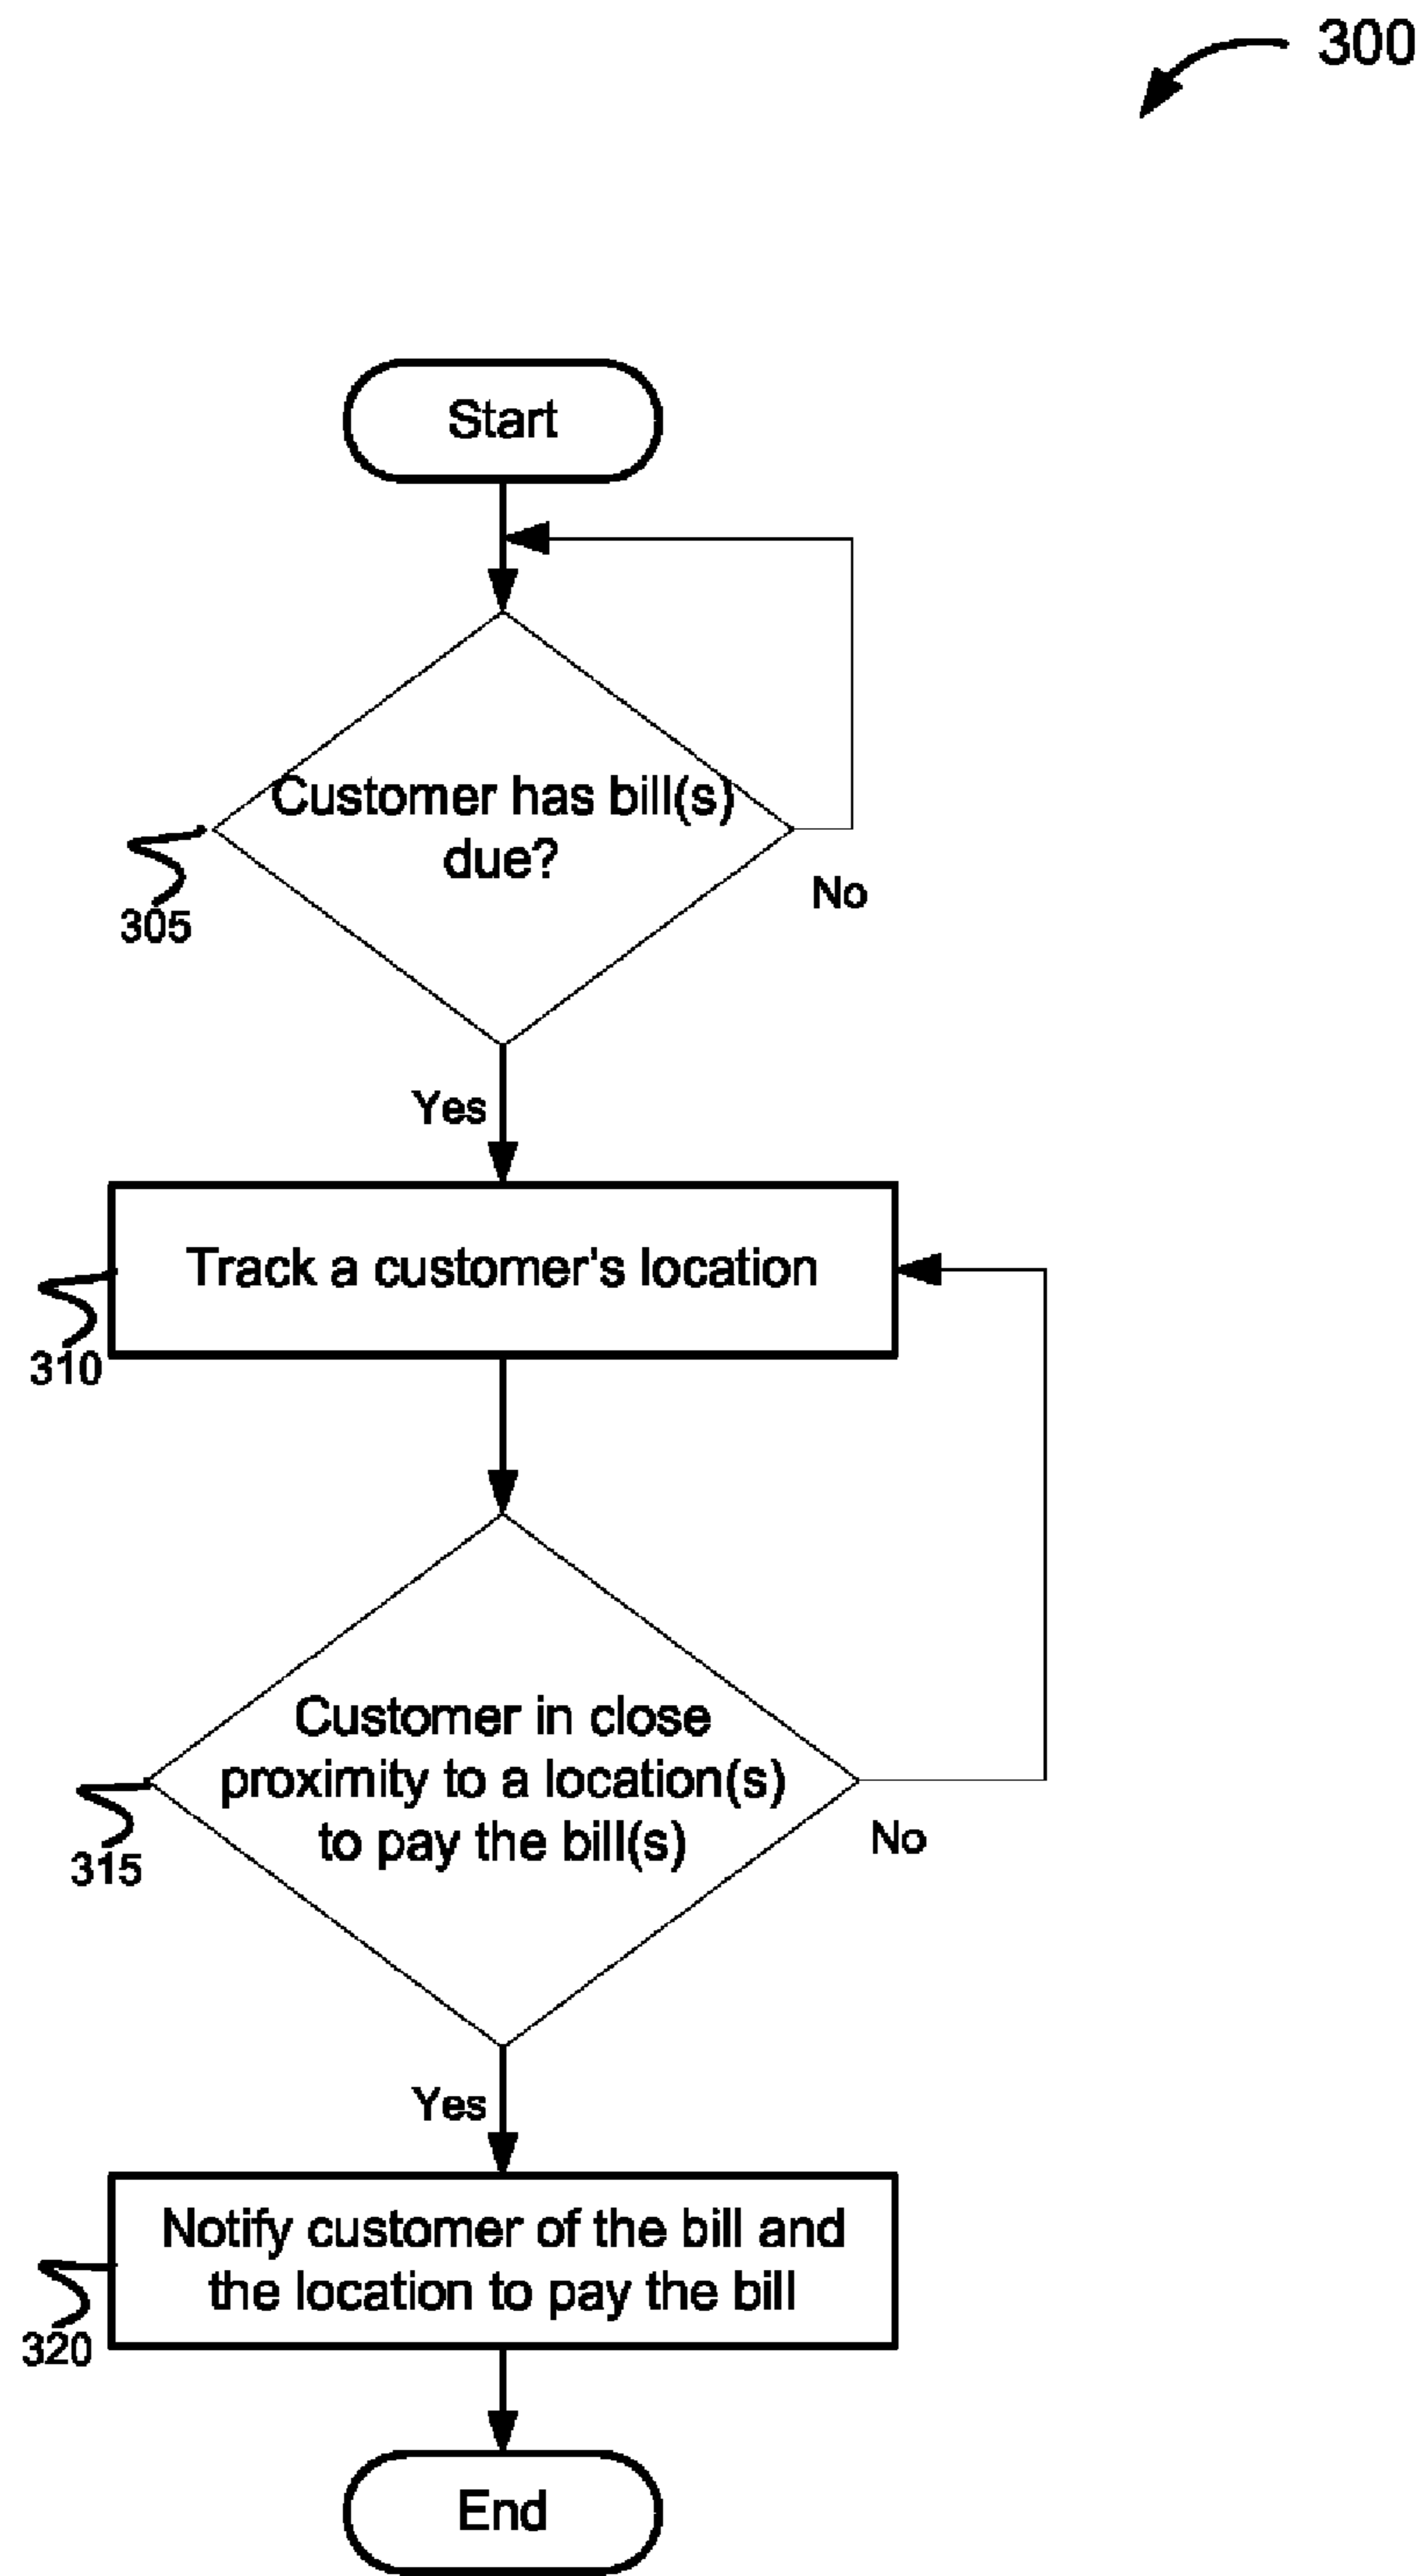 300
Start
Customer has bill(s)
due?
No
305
Yes
Track a customer's location
310
Customer in close
proximity to a location(s)
to pay the bill(s)
No
315
Yes
Notify customer of the bill and
the location to pay the bill
320
End